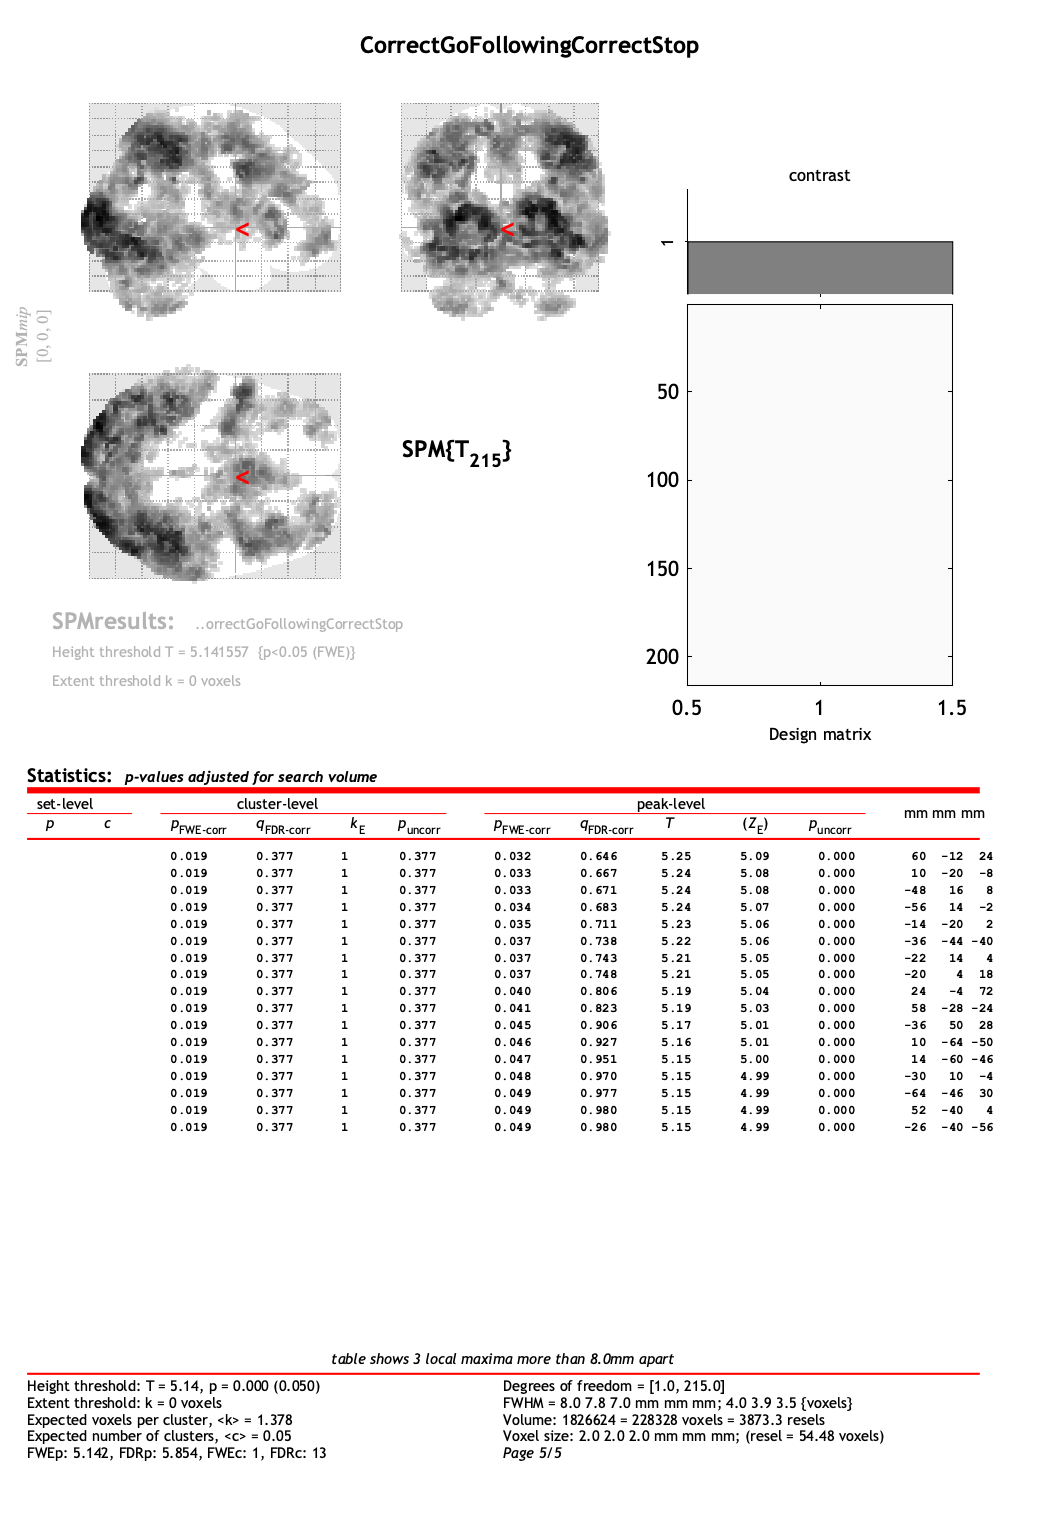 CorrectGoFollowingCorrectStop
contrast
1
SPMmip
[0, 0, 0]
<
<
<
SPM{T215}
50
100
150
200
0.5 1 1.5
Design matrix
SPMresults: ..orrectGoFollowingCorrectStop
Height threshold T = 5.141557 {p<0.05 (FWE)}
Extent threshold k = 0 voxels
Statistics: p-values adjusted for search volume
set-level cluster-level peak-level mm mm mm
p c pFWE-corr qFDR-corr kE puncorr pFWE-corr qFDR-corr T (ZE) puncorr
0.019 0.377 1 0.377 0.032 0.646 5.25 5.09 0.000 60 -12 24
0.019 0.377 1 0.377 0.033 0.667 5.24 5.08 0.000 10 -20 -8
0.019 0.377 1 0.377 0.033 0.671 5.24 5.08 0.000 -48 16 8
0.019 0.377 1 0.377 0.034 0.683 5.24 5.07 0.000 -56 14 -2
0.019 0.377 1 0.377 0.035 0.711 5.23 5.06 0.000 -14 -20 2
0.019 0.377 1 0.377 0.037 0.738 5.22 5.06 0.000 -36 -44 -40
0.019 0.377 1 0.377 0.037 0.743 5.21 5.05 0.000 -22 14 4
0.019 0.377 1 0.377 0.037 0.748 5.21 5.05 0.000 -20 4 18
0.019 0.377 1 0.377 0.040 0.806 5.19 5.04 0.000 24 -4 72
0.019 0.377 1 0.377 0.041 0.823 5.19 5.03 0.000 58 -28 -24
0.019 0.377 1 0.377 0.045 0.906 5.17 5.01 0.000 -36 50 28
0.019 0.377 1 0.377 0.046 0.927 5.16 5.01 0.000 10 -64 -50
0.019 0.377 1 0.377 0.047 0.951 5.15 5.00 0.000 14 -60 -46
0.019 0.377 1 0.377 0.048 0.970 5.15 4.99 0.000 -30 10 -4
0.019 0.377 1 0.377 0.049 0.977 5.15 4.99 0.000 -64 -46 30
0.019 0.377 1 0.377 0.049 0.980 5.15 4.99 0.000 52 -40 4
0.019 0.377 1 0.377 0.049 0.980 5.15 4.99 0.000 -26 -40 -56
table shows 3 local maxima more than 8.0mm apart
Height threshold: T = 5.14, p = 0.000 (0.050)
Extent threshold: k = 0 voxels
Expected voxels per cluster, <k> = 1.378
Expected number of clusters, <c> = 0.05
FWEp: 5.142, FDRp: 5.854, FWEc: 1, FDRc: 13
Degrees of freedom = [1.0, 215.0]
FWHM = 8.0 7.8 7.0 mm mm mm; 4.0 3.9 3.5 {voxels}
Volume: 1826624 = 228328 voxels = 3873.3 resels
Voxel size: 2.0 2.0 2.0 mm mm mm; (resel = 54.48 voxels)
Page 5/5